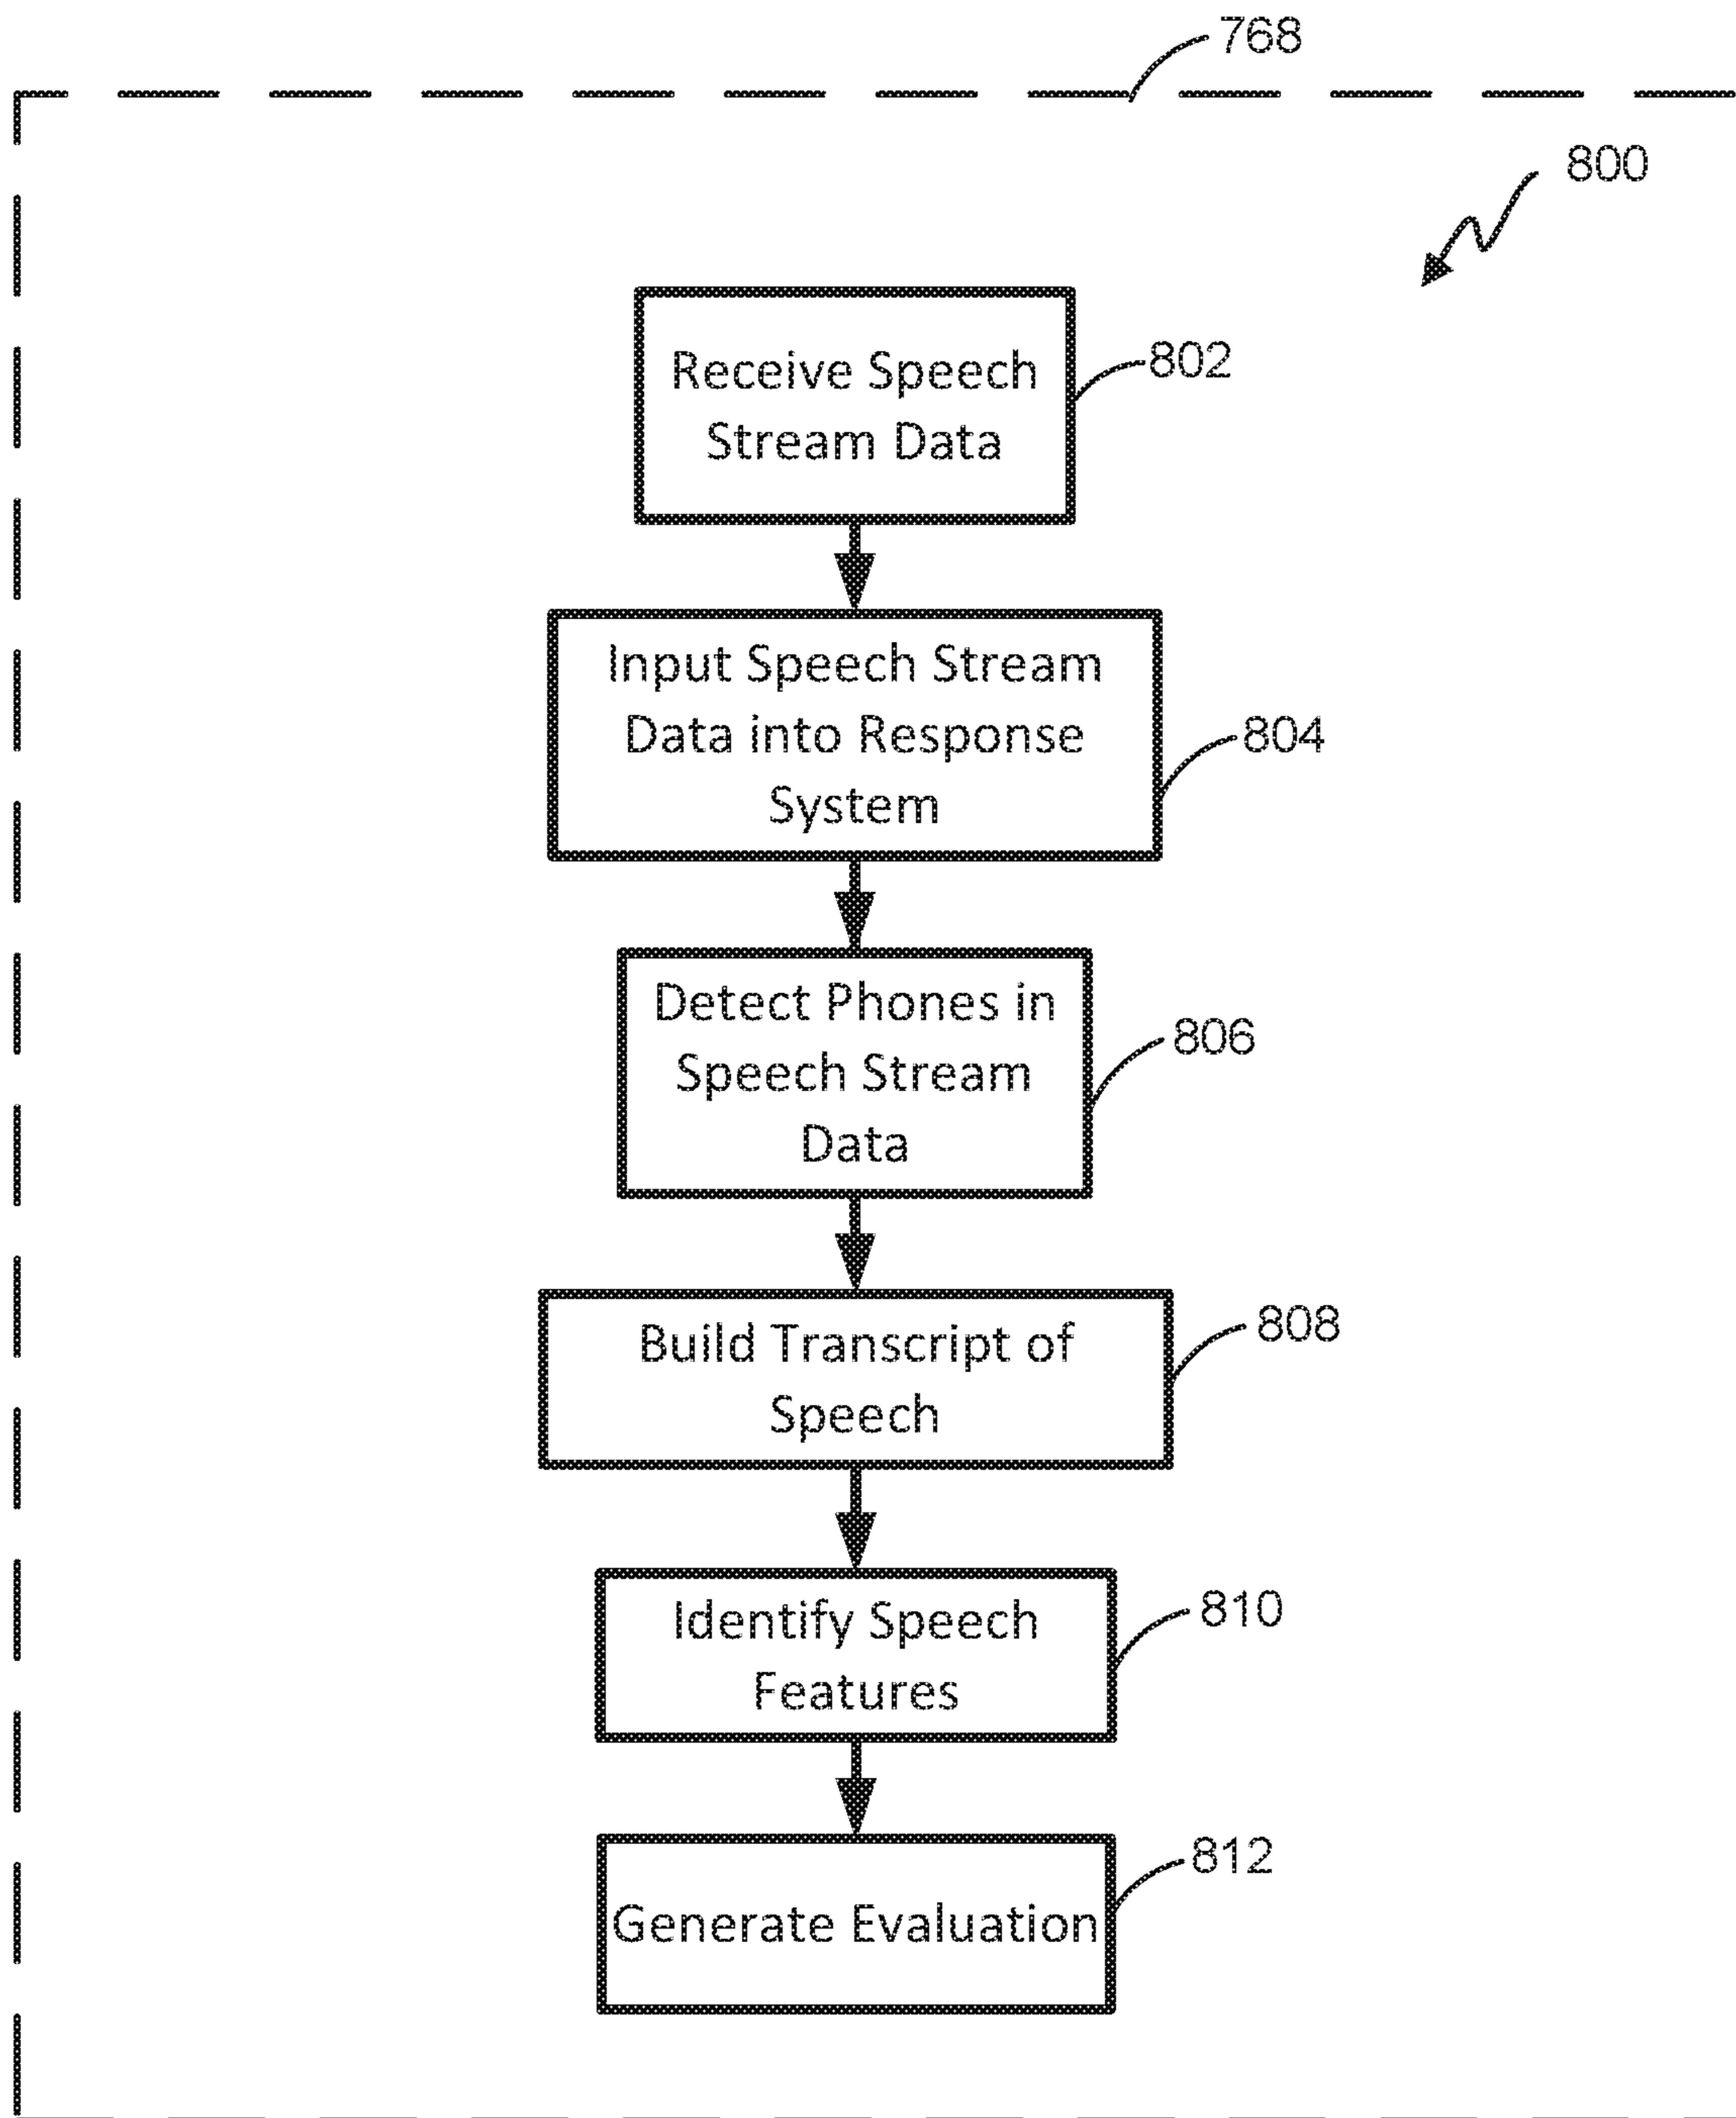 768
800
Receive Speech
Stream Data
802
Input Speech Stream
Data into Response
System
804
Detect Phones in
Speech Stream
Data
806
Build Transcript of
Speech
808
Identify Speech
Features
810
Generate Evaluation
812